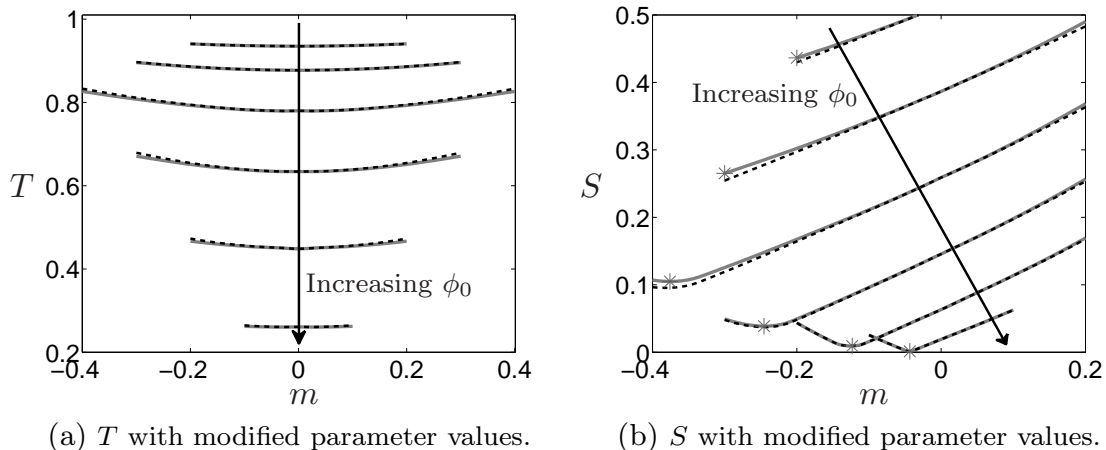 1
0.8
T
0.6
0.4
0.2
−0.4
−0.2
0
0.2
0.4
m
Increasing ϕ₀
(a) T with modified parameter values.
0.5
0.4
0.3
S
0.2
0.1
0
−0.4
−0.2
0
0.2
m
Increasing ϕ₀
(b) S with modified parameter values.